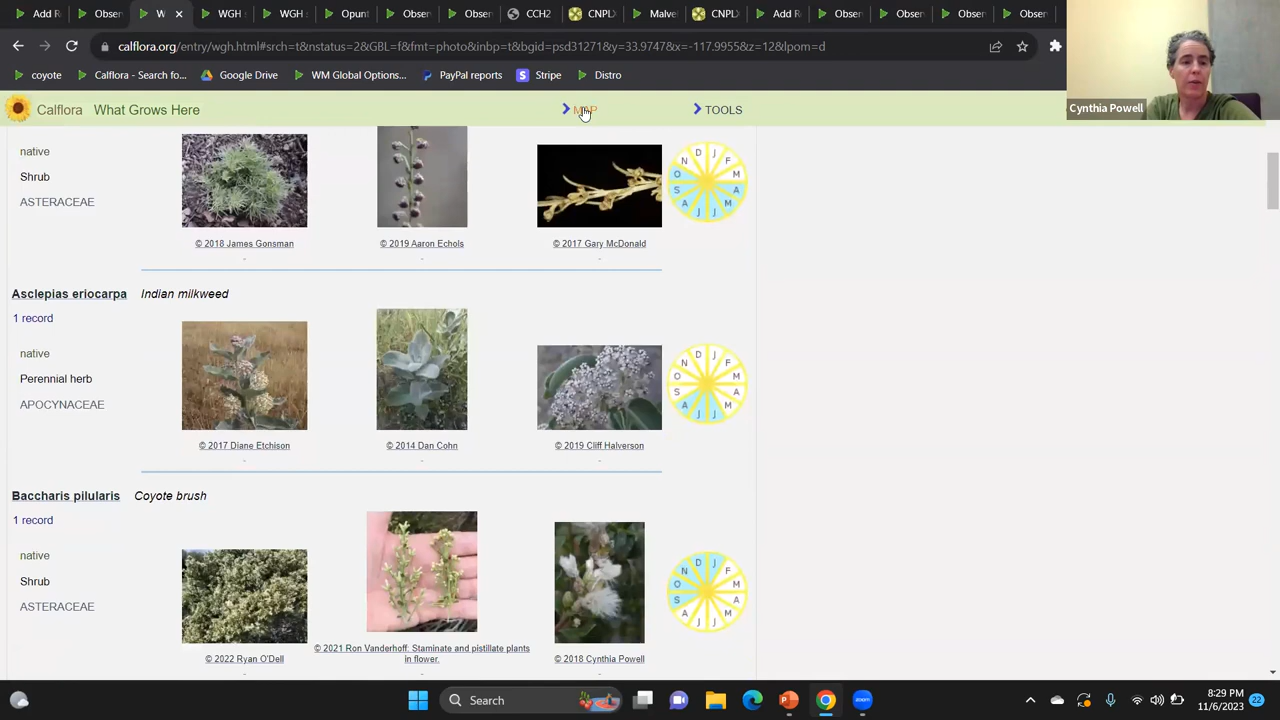 Add R
Obser
W
WGH
WGH
Opunt
Obser
Obser
CCH2
CNPL
Malve
CNPL
Add R
Obser
Obser
Obser
Obser
calflora.org/entry/wgh.html#srch=t&nstatus=2&GBL=f&fmt=photo&inbp=t&bgid=psd31271&y=33.9747&x=-117.9955&z=12&lpom=d
coyote
Calflora - Search fo...
Google Drive
WM Global Options...
PayPal reports
Stripe
Distro
Cynthia Powell
Calflora What Grows Here
TOOLS
native
Shrub
ASTERACEAE
© 2018 James Gonsman
© 2019 Aaron Echols
© 2017 Gary McDonald
D J F M A M J J A S O N
Asclepias eriocarpa Indian milkweed
1 record
native
Perennial herb
APOCYNACEAE
© 2017 Diane Etchison
© 2014 Dan Cohn
© 2019 Cliff Halverson
D J F M A M J J A S O N
Baccharis pilularis Coyote brush
1 record
native
Shrub
ASTERACEAE
© 2022 Ryan O'Dell
© 2021 Ron Vanderhoff. Staminate and pistillate plants
in flower.
© 2018 Cynthia Powell
D J F M A M J J A S O N
Search
zoom
8:29 PM
11/6/2023
22